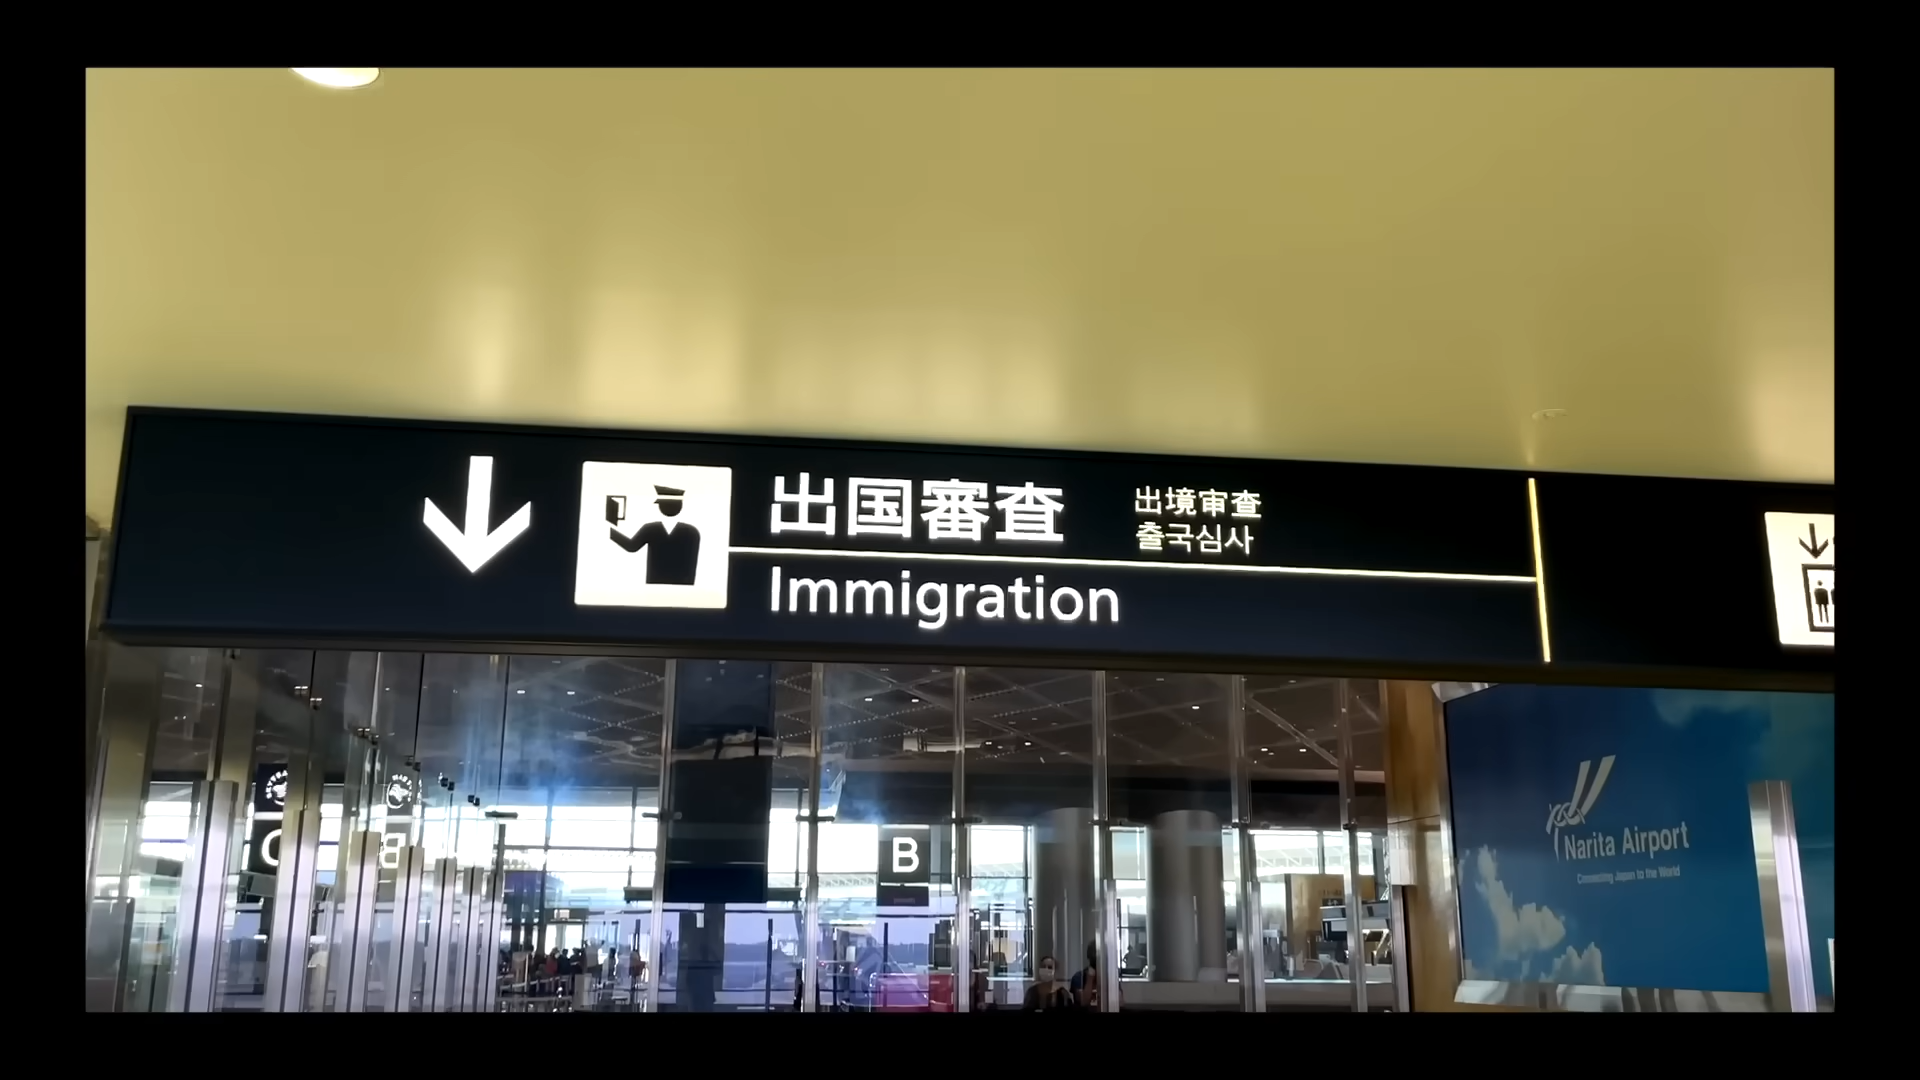 出国審査
出境审查
출국심사
Immigration
C
B
B
Narita Airport
Connecting Japan to the World